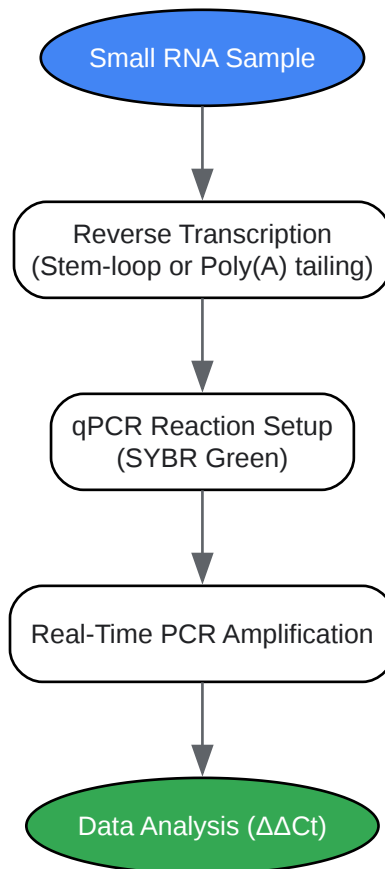 Small RNA Sample
Reverse Transcription
(Stem-loop or Poly(A) tailing)
qPCR Reaction Setup
(SYBR Green)
Real-Time PCR Amplification
Data Analysis (ΔΔCt)